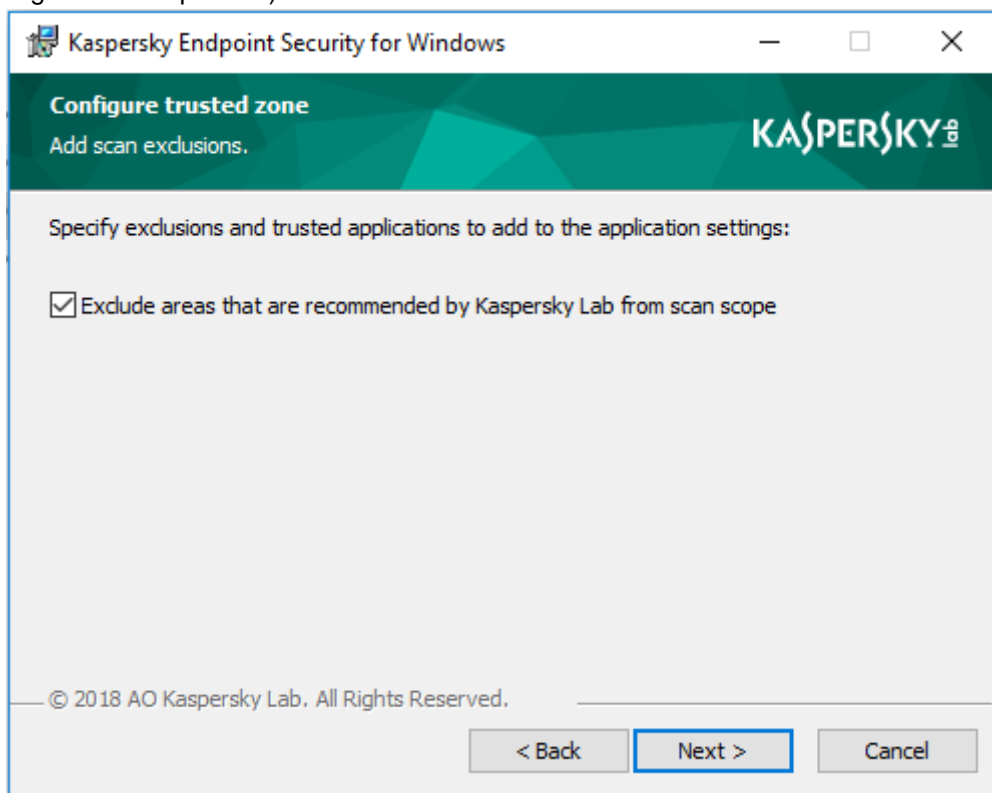 Kaspersky Endpoint Security for Windows
Configure trusted zone
Add scan exclusions.
KASPERSKY lab
Specify exclusions and trusted applications to add to the application settings:
Exclude areas that are recommended by Kaspersky Lab from scan scope
© 2018 AO Kaspersky Lab. All Rights Reserved.
< Back Next > Cancel